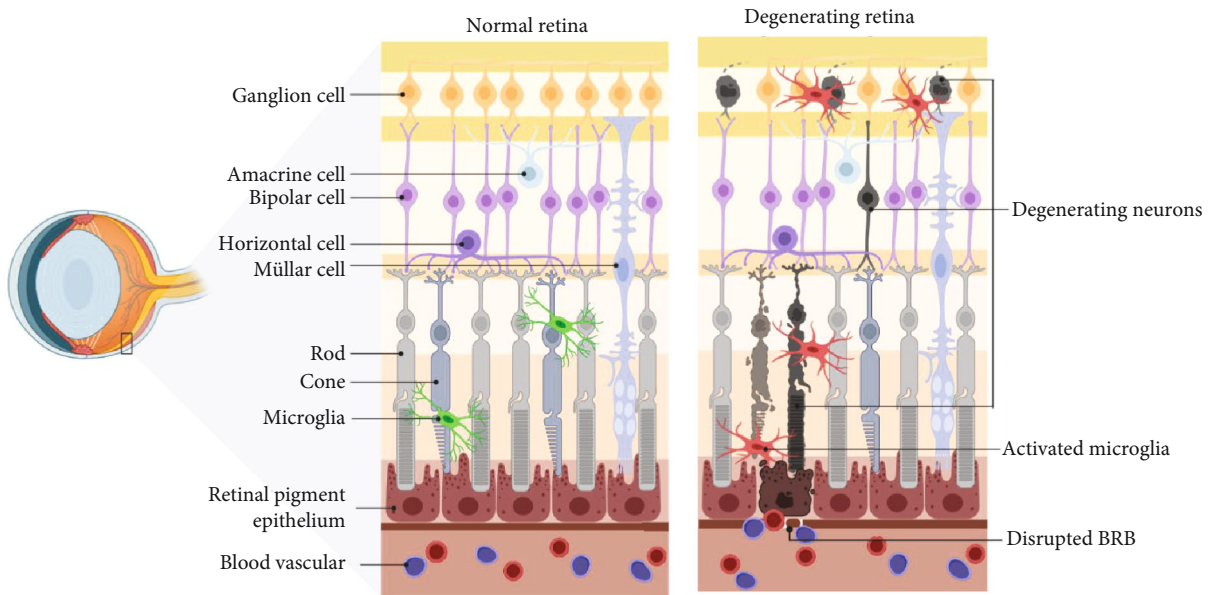 Normal retina
Degenerating retina
Ganglion cell
Amacrine cell
Bipolar cell
Horizontal cell
Müllar cell
Rod
Cone
Microglia
Retinal pigment
epithelium
Blood vascular
Degenerating neurons
Activated microglia
Disrupted BRB